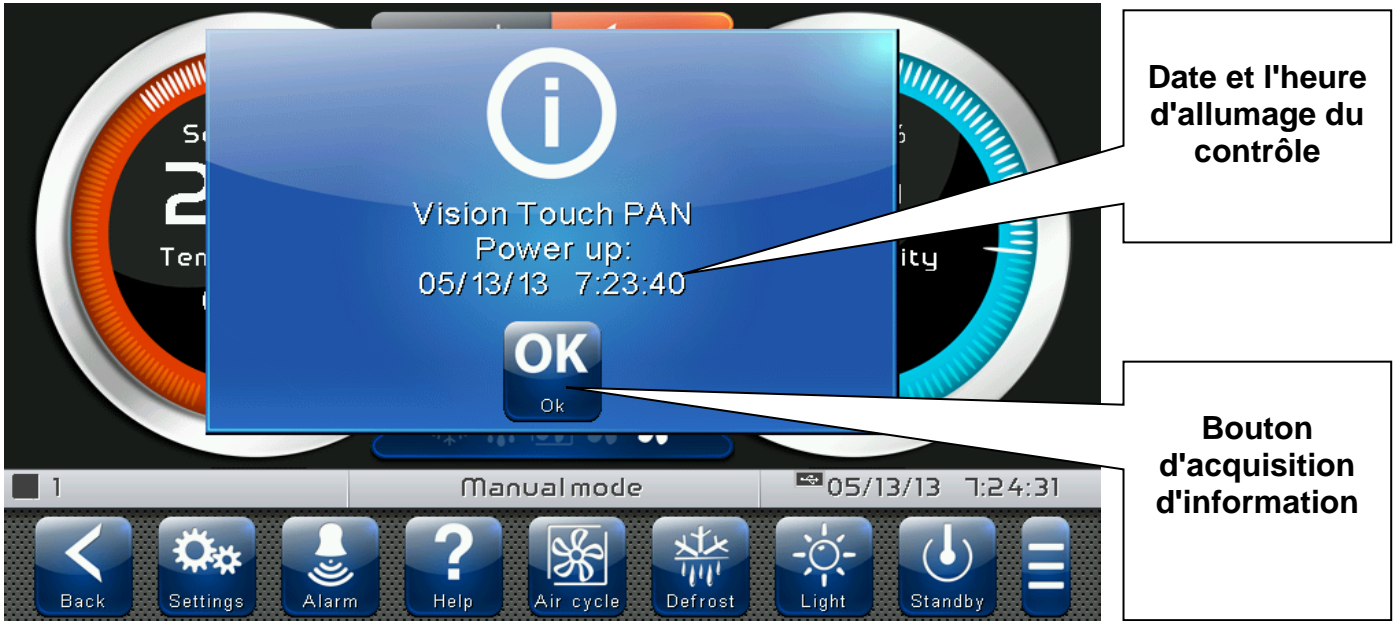 Vision Touch PAN
Power up:
05/13/13 7:23:40
OK
Ok
Date et l'heure
d'allumage du
contrôle
Bouton
d'acquisition
d'information
1
Manual mode
05/13/13 7:24:31
Back
Settings
Alarm
?
Help
Air cycle
Defrost
Light
Standby